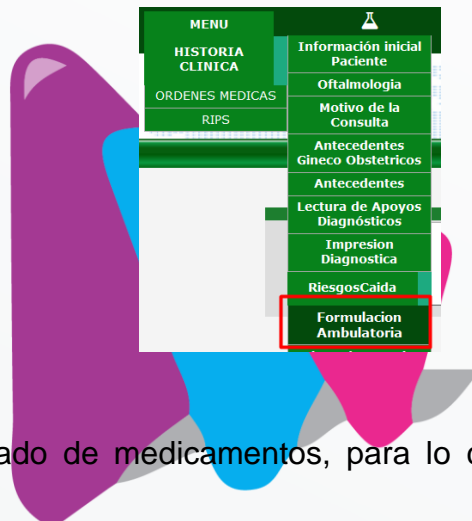 MENU
HISTORIA
CLINICA
ORDENES MEDICAS
RIPS
Información inicial
Paciente
Oftalmologia
Motivo de la
Consulta
Antecedentes
Gineco Obstetricos
Antecedentes
Lectura de Apoyos
Diagnósticos
Impresion
Diagnostica
RiesgosCaida
Formulacion
Ambulatoria
ado de medicamentos, para lo c